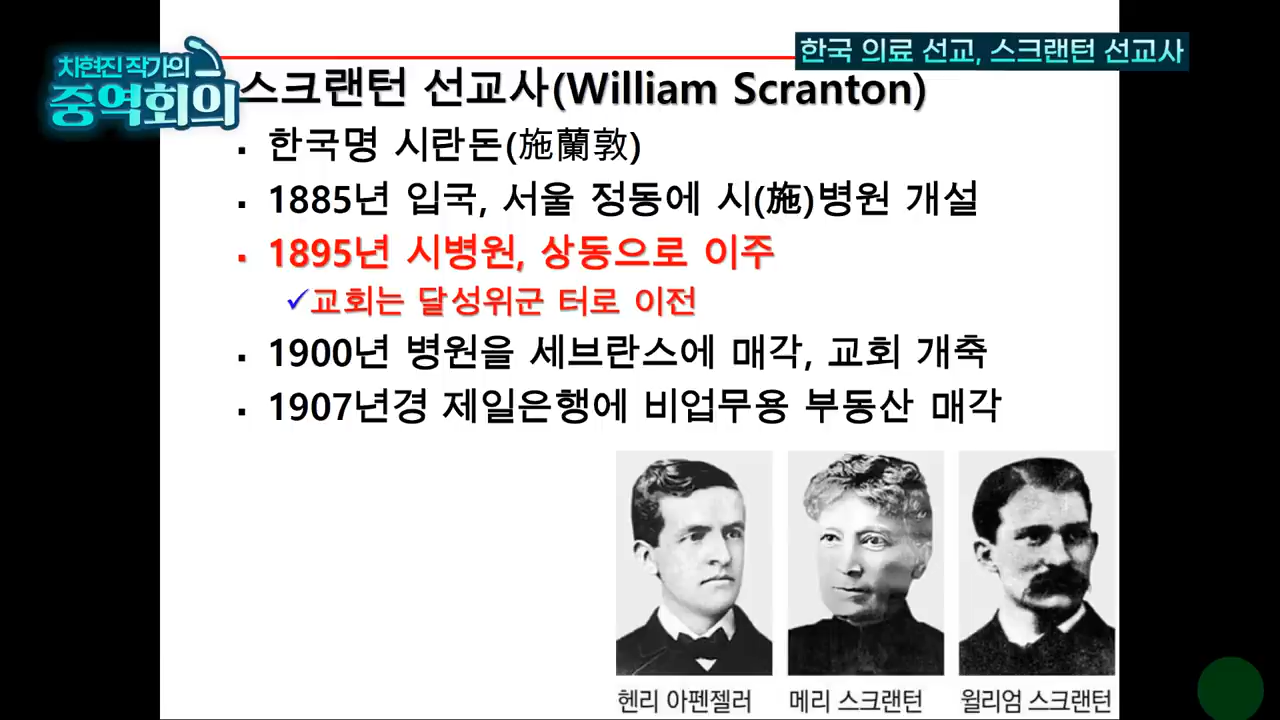 차현진 작가의
중역회의
한국 의료 선교, 스크랜턴 선교사
스크랜턴 선교사(William Scranton)
▪ 한국명 시란돈(施蘭敦)
▪ 1885년 입국, 서울 정동에 시(施)병원 개설
▪ 1895년 시병원, 상동으로 이주
✓교회는 달성위군 터로 이전
▪ 1900년 병원을 세브란스에 매각, 교회 개축
▪ 1907년경 제일은행에 비업무용 부동산 매각
헨리 아펜젤러 메리 스크랜턴 윌리엄 스크랜턴